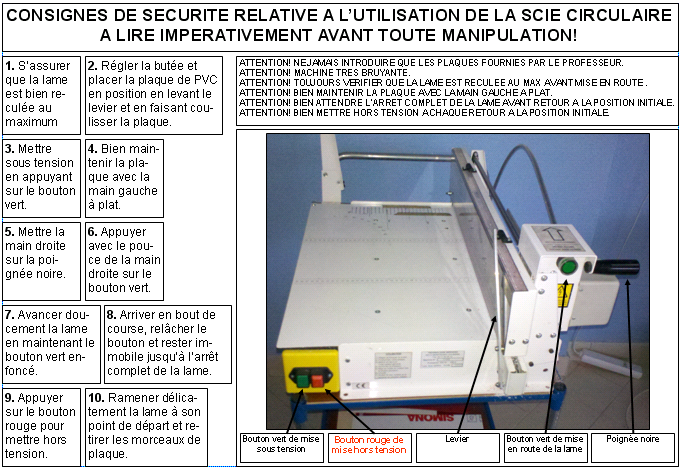 CONSIGNES DE SECURITE RELATIVE A L’UTILISATION DE LA SCIE CIRCULAIRE
A LIRE IMPERATIVEMENT AVANT TOUTE MANIPULATION!
1. S’assurer
que la lame
est bien re-
culée au
maximum
2. Régler la butée et
placer la plaque de PVC
en position en levant le
levier et en faisant cou-
lisser la plaque.
ATTENTION! NE JAMAIS INTRODUIRE QUE LES PLAQUES FOURNIES PAR LE PROFESSEUR.
ATTENTION! MACHINE TRES BRUYANTE.
ATTENTION! TOUJOURS VERIFIER QUE LA LAME EST RECULEE AU MAX AVANT MISE EN ROUTE .
ATTENTION! BIEN MAINTENIR LA PLAQUE AVEC LA MAIN GAUCHE A PLAT.
ATTENTION! BIEN ATTENDRE L’ARRET COMPLET DE LA LAME AVANT RETOUR A LA POSITION INITIALE.
ATTENTION! BIEN METTRE HORS TENSION A CHAQUE RETOUR A LA POSITION INITIALE.
3. Mettre
sous tension
en appuyant
sur le bouton
vert.
4. Bien main-
tenir la pla-
que avec la
main gauche
à plat.
5. Mettre la
main droite
sur la poi-
gnée noire.
6. Appuyer
avec le pou-
ce de la main
droite sur le
bouton vert.
7. Avancer dou-
cement la lame
en maintenant le
bouton vert en-
foncé.
8. Arriver en bout de
course, relâcher le
bouton et rester im-
mobile jusqu’à l’arrêt
complet de la lame.
9. Appuyer
sur le bouton
rouge pour
mettre hors
tension.
10. Ramener délica-
tement la lame à son
point de départ et re-
tirer les morceaux de
plaque.
SIMONA
Bouton vert de mise
sous tension
Bouton rouge de
mise hors tension
Levier
Bouton vert de mise
en route de la lame
Poignée noire